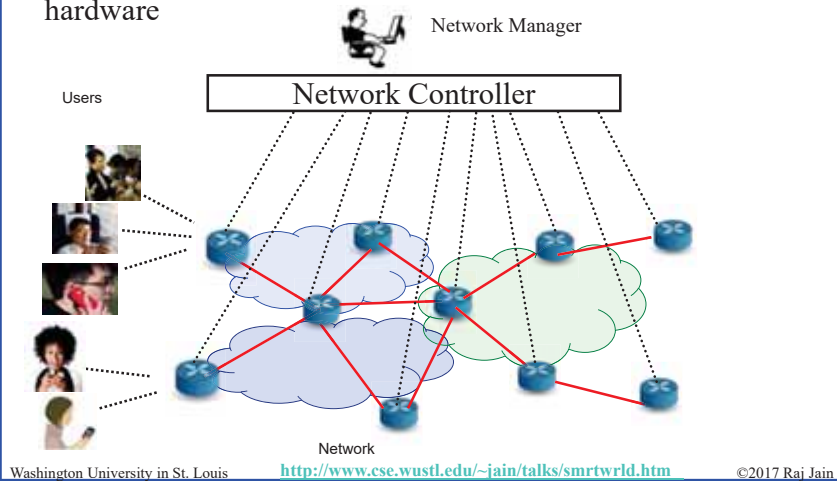 hardware
Network Manager
Network Controller
Users
Network
Washington University in St. Louis http://www.cse.wustl.edu/~jain/talks/smrtwrld.htm ©2017 Raj Jain